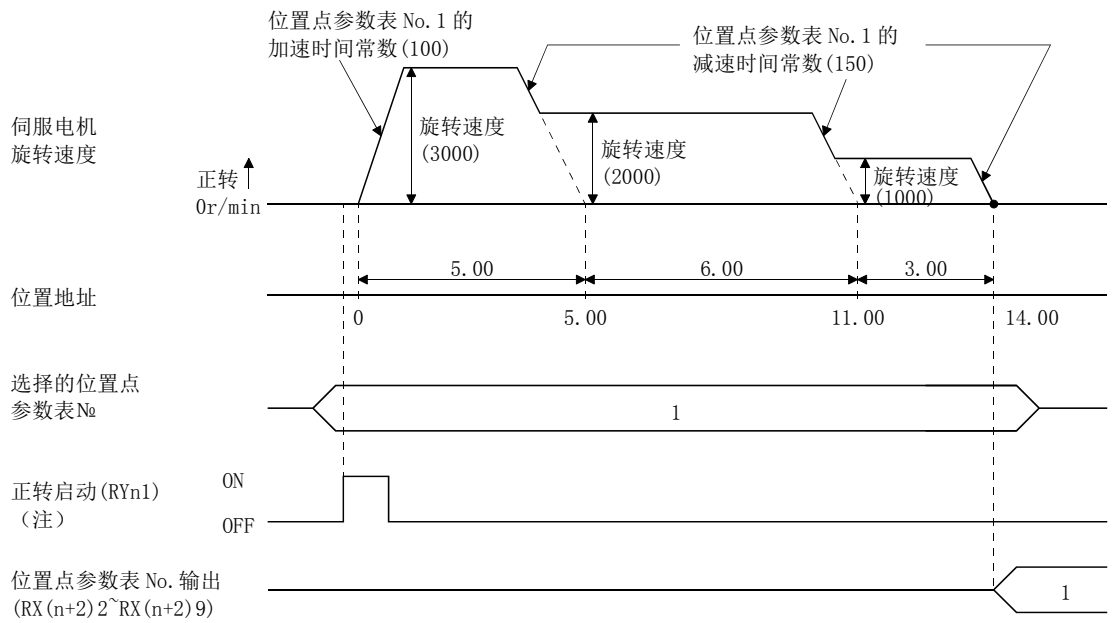 位置点参数表 No.1 的
加速时间常数(100)
位置点参数表 No.1 的
减速时间常数(150)
伺服电机
旋转速度
正转
0r/min
旋转速度
(3000)
旋转速度
(2000)
旋转速度
(1000)
5.00
6.00
3.00
位置地址
0
5.00
11.00
14.00
选择的位置点
参数表№
1
正转启动(RYn1)
（注）
ON
OFF
位置点参数表 No.输出
(RX(n+2)2~RX(n+2)9)
1